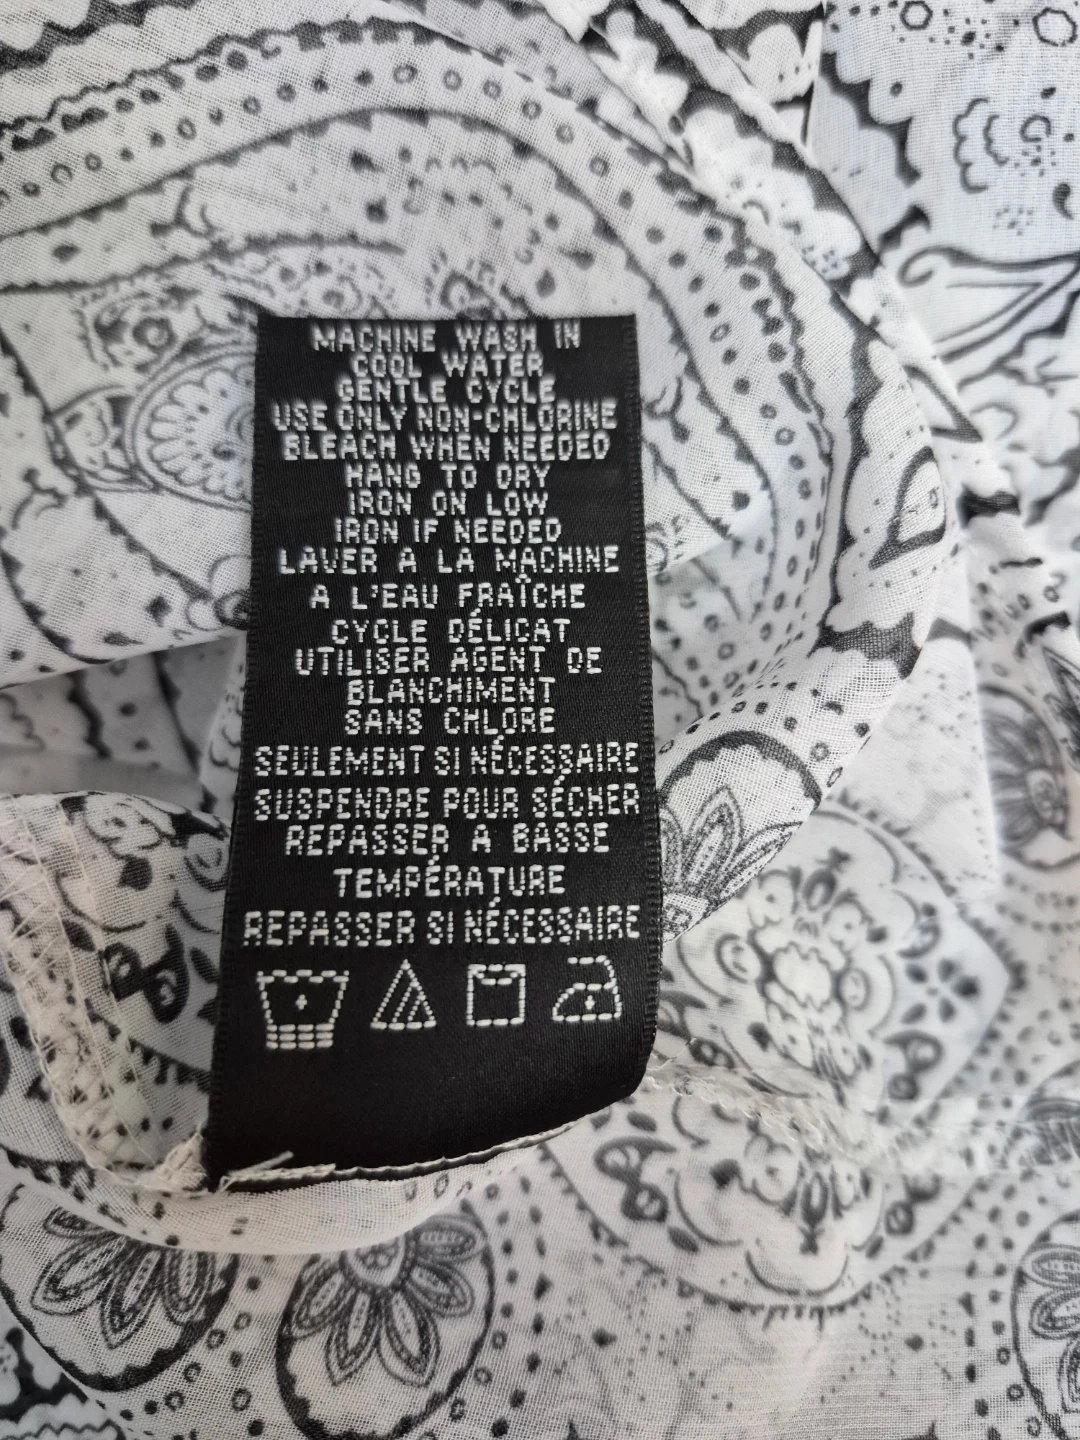 MACHINE WASH IN
COOL WATER
GENTLE CYCLE
USE ONLY NON-CHLORINE
BLEACH WHEN NEEDED
HANG TO DRY
IRON ON LOW
IRON IF NEEDED
LAVER A LA MACHINE
A L'EAU FRAÎCHE
CYCLE DÉLICAT
UTILISER AGENT DE
BLANCHIMENT
SANS CHLORE
SEULEMENT SI NÉCESSAIRE
SUSPENDRE POUR SÉCHER
REPASSER A BASSE
TEMPÉRATURE
REPASSER SI NÉCESSAIRE